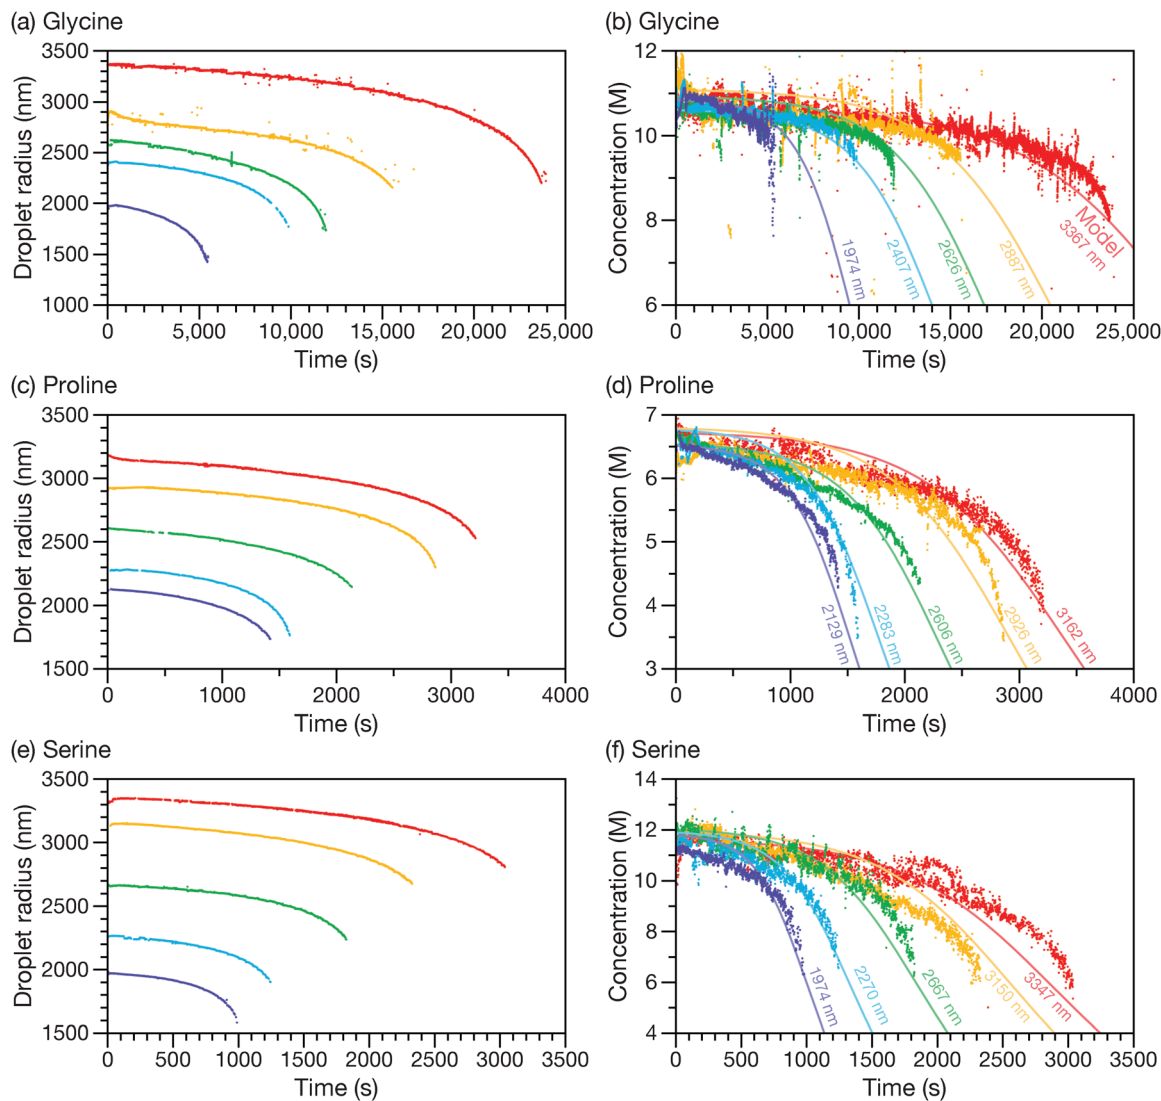 (a) Glycine
Droplet radius (nm)
3500
3000
2500
2000
1500
1000
0
5,000
10,000
15,000
20,000
25,000
Time (s)
(b) Glycine
Concentration (M)
12
10
8
6
1974 nm
2407 nm
2626 nm
2887 nm
Model
3367 nm
0
5,000
10,000
15,000
20,000
25,000
Time (s)
(c) Proline
Droplet radius (nm)
3500
3000
2500
2000
1500
0
1000
2000
3000
4000
Time (s)
(d) Proline
Concentration (M)
7
6
5
4
3
2129 nm
2283 nm
2606 nm
2926 nm
3162 nm
0
1000
2000
3000
4000
Time (s)
(e) Serine
Droplet radius (nm)
3500
3000
2500
2000
1500
0
500
1000
1500
2000
2500
3000
3500
Time (s)
(f) Serine
Concentration (M)
14
12
10
8
6
4
1974 nm
2270 nm
2667 nm
3150 nm
3347 nm
0
500
1000
1500
2000
2500
3000
3500
Time (s)